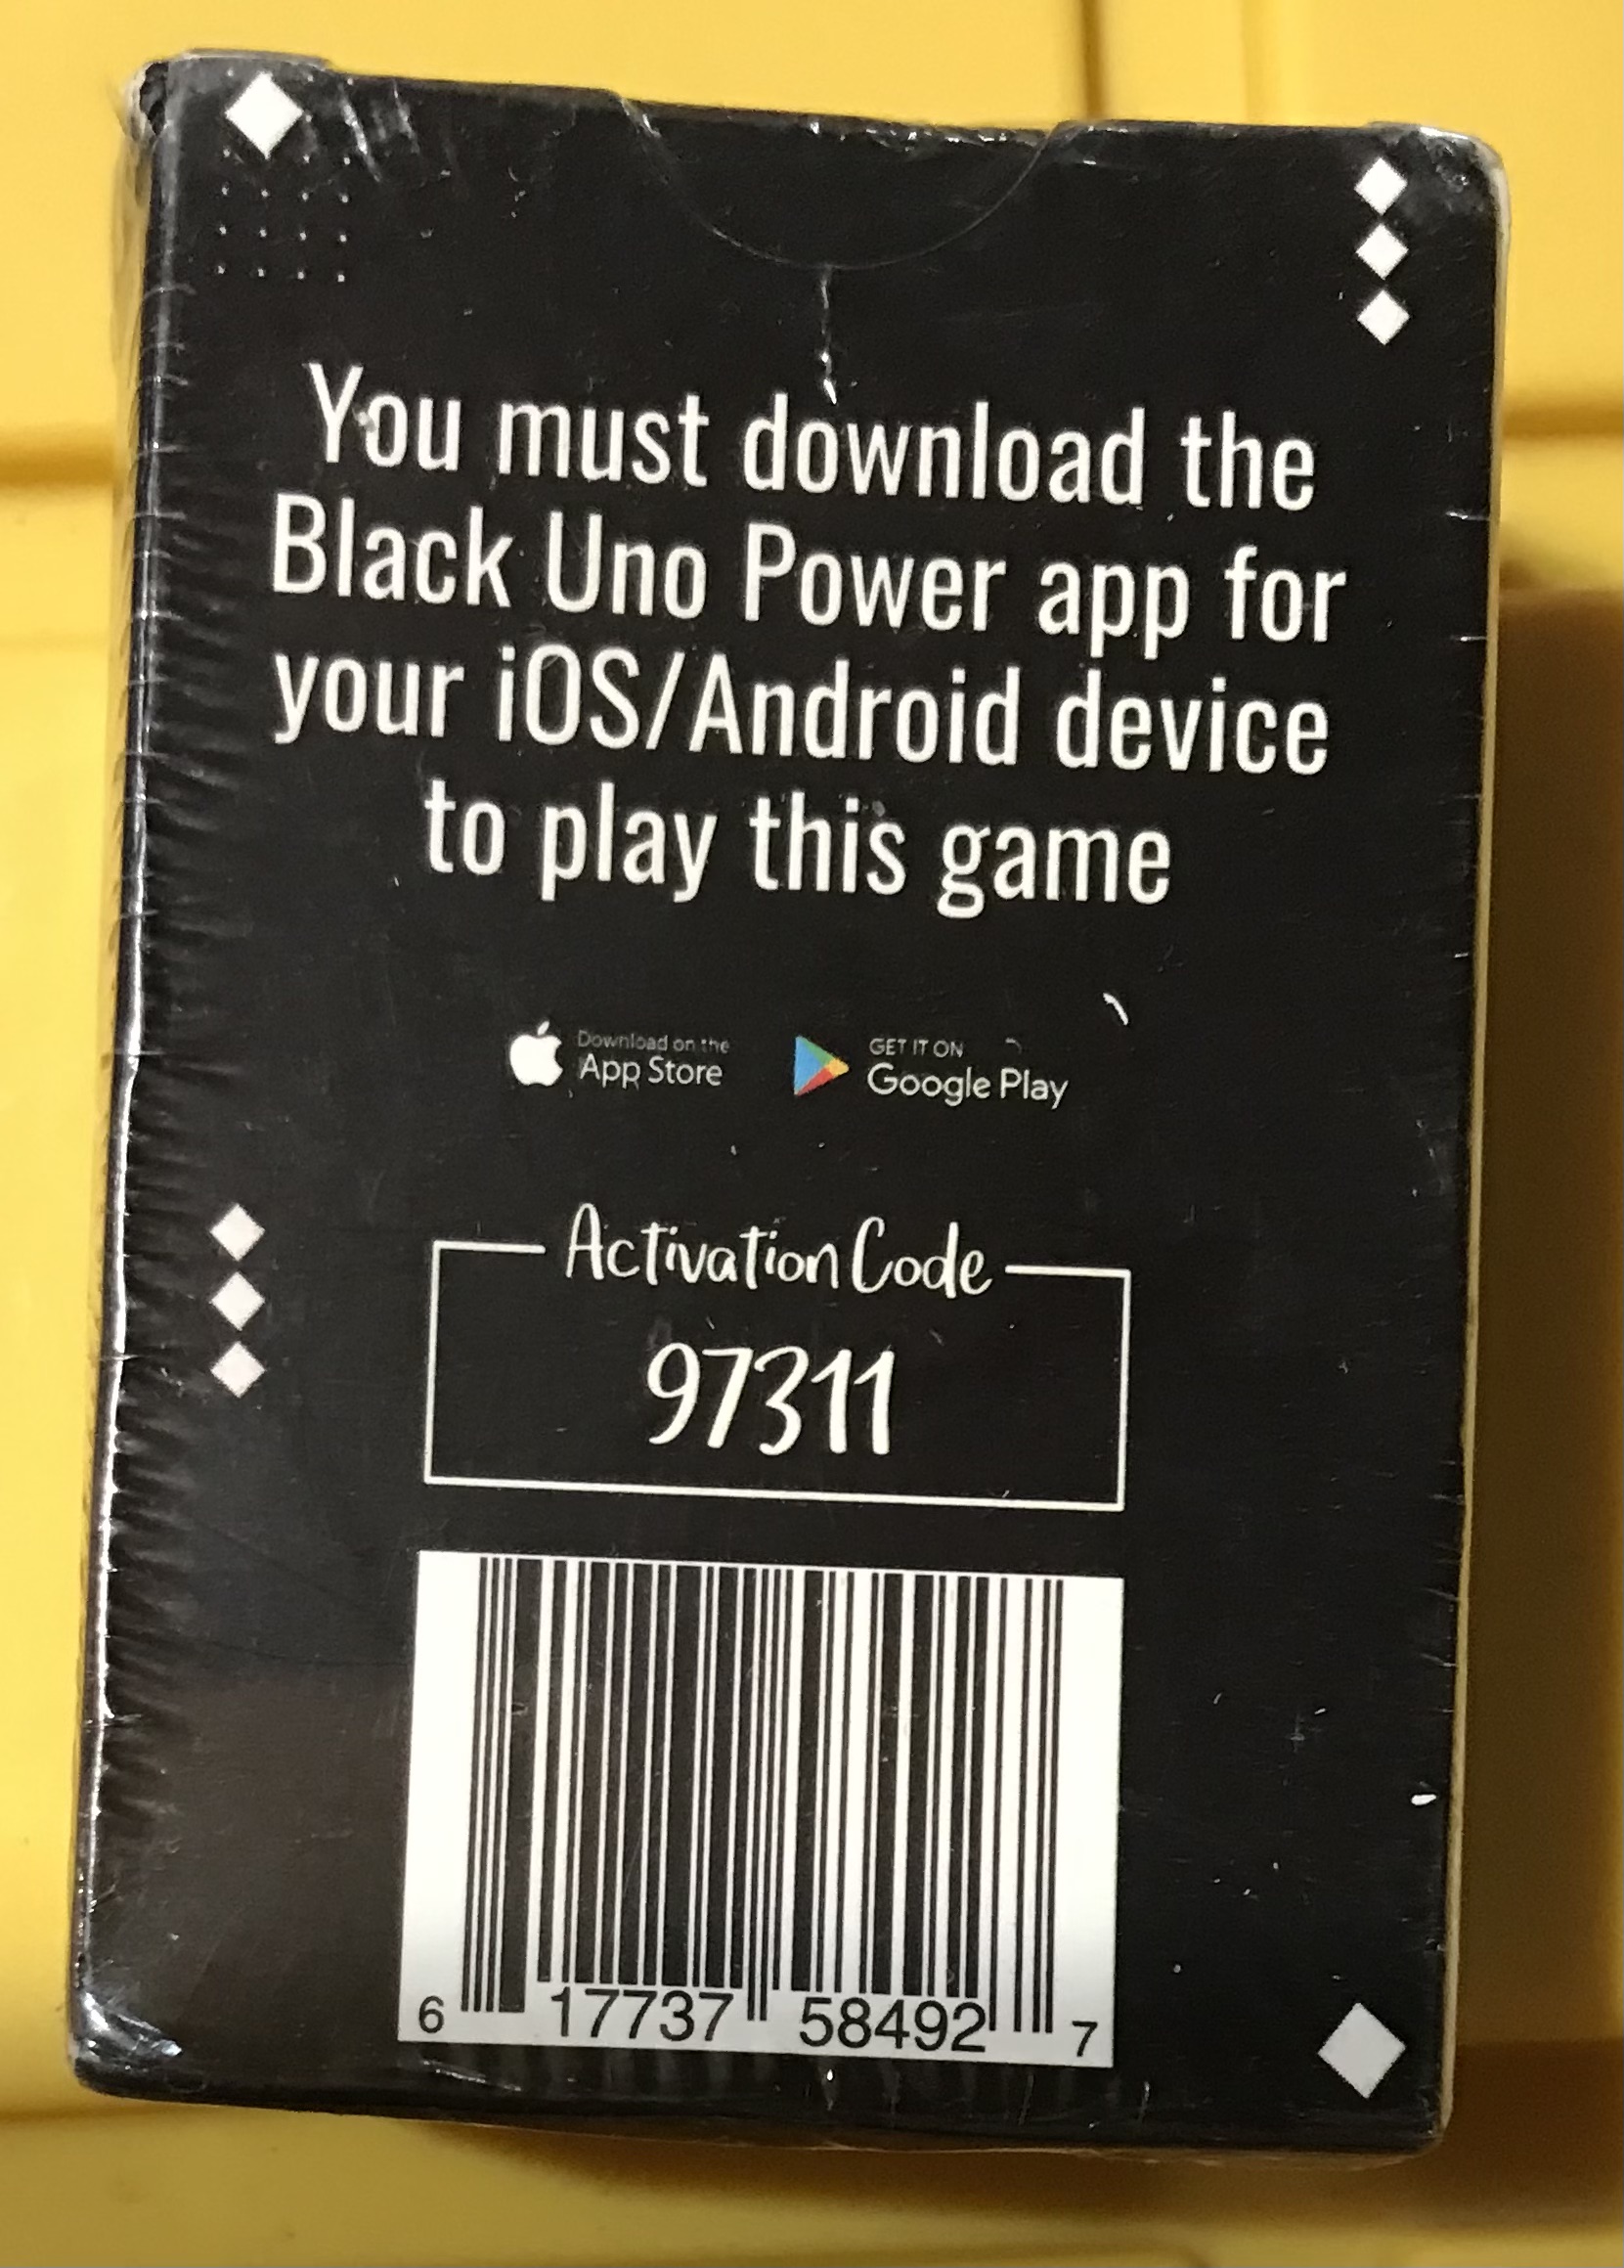 You must download the
Black Uno Power app for
your iOS/Android device
to play this game
Download on the
App Store
GET IT ON
Google Play
Activation Code
97311
6 17737 58492 7